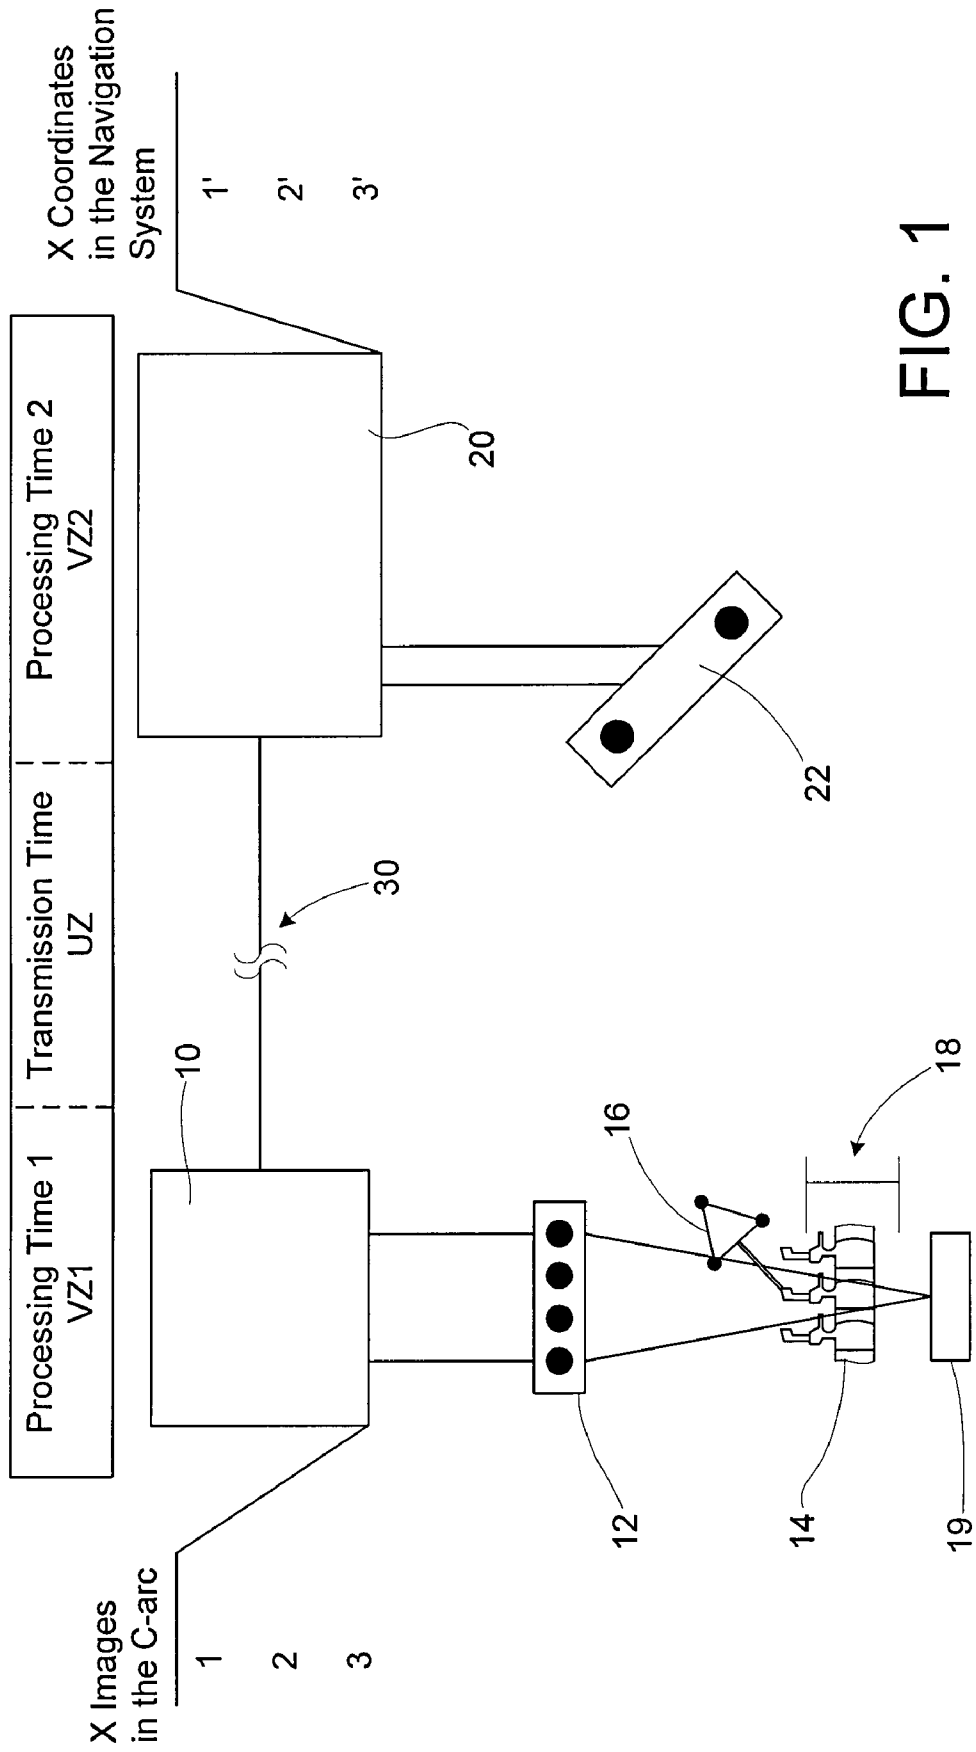 Processing Time 1
VZ1
Transmission Time
UZ
Processing Time 2
VZ2
X Images
in the C-arc
1
2
3
X Coordinates
in the Navigation
System
1'
2'
3'
10
30
20
12
16
22
14
18
19
FIG. 1